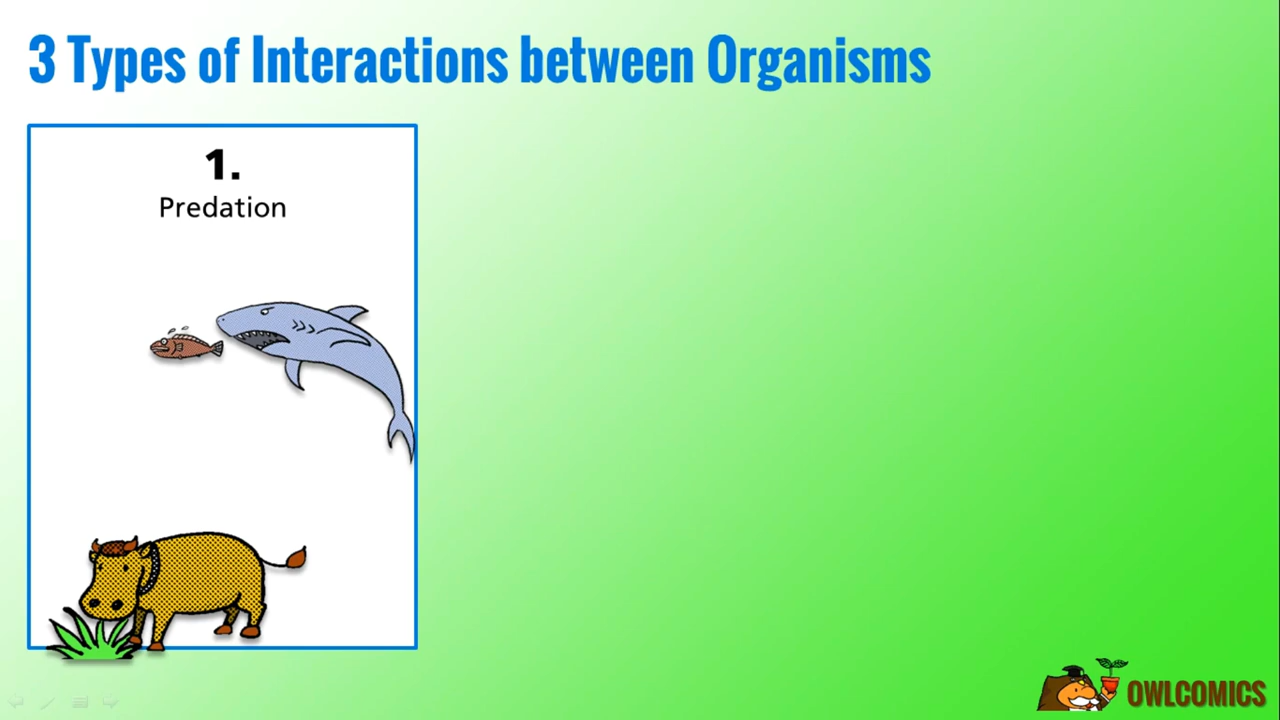 3 Types of Interactions between Organisms
1.
Predation
OWLCOMICS